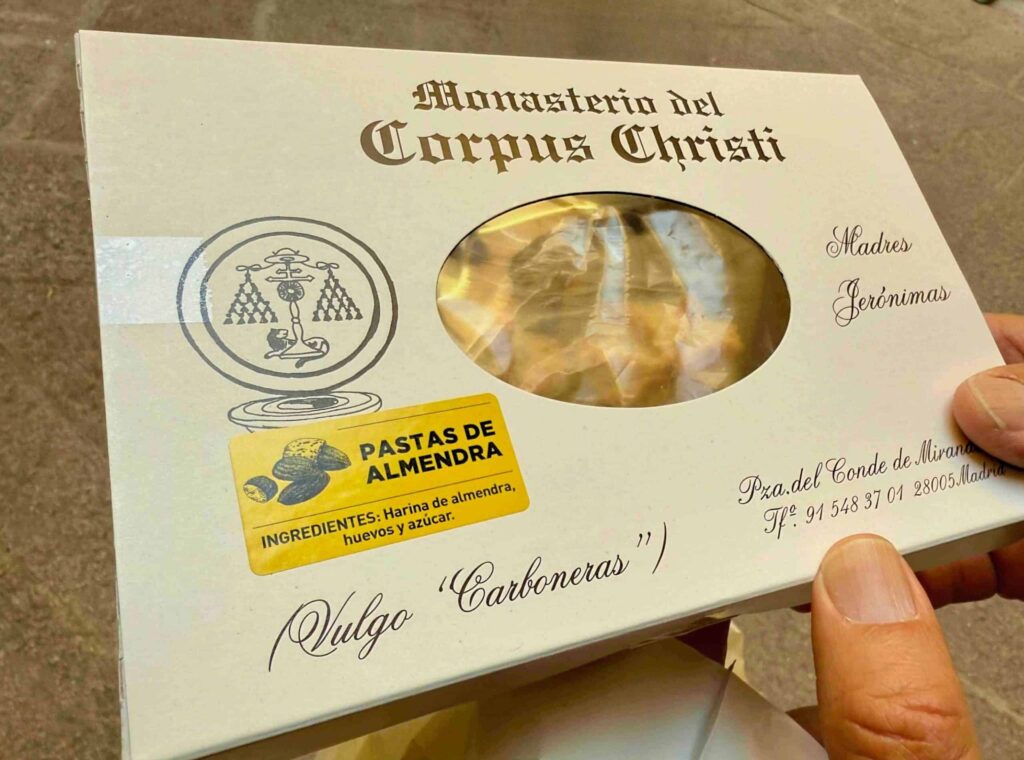 Monasterio del
Corpus Christi
Madres
Jerónimas
PASTAS DE
ALMENDRA
INGREDIENTES: Harina de almendra,
huevos y azúcar.
Pza.del Conde de
Tfº. 91 548 37 01 28005 Madrid
(Vulgo "Carboneras")